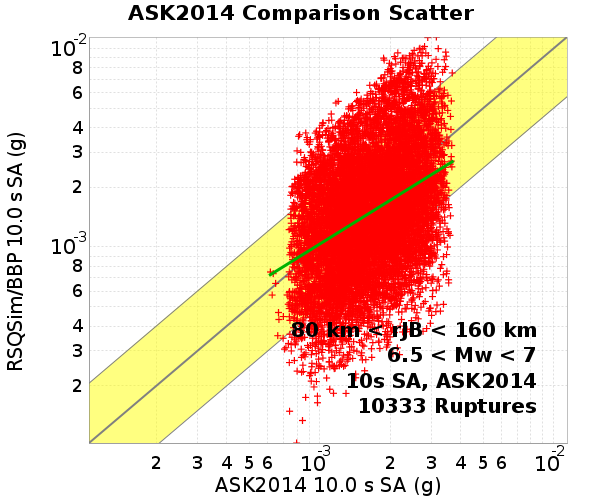 ASK2014 Comparison Scatter
RSQSim/BBP 10.0 s SA (g)
10-2
8
6
4
3
2
10-3
8
6
4
3
2
80 km < rJB < 160 km
6.5 < Mw < 7
10s SA, ASK2014
10333 Ruptures
2 3 4 5 6 10-3 2 3 4 5 6 10-2
ASK2014 10.0 s SA (g)